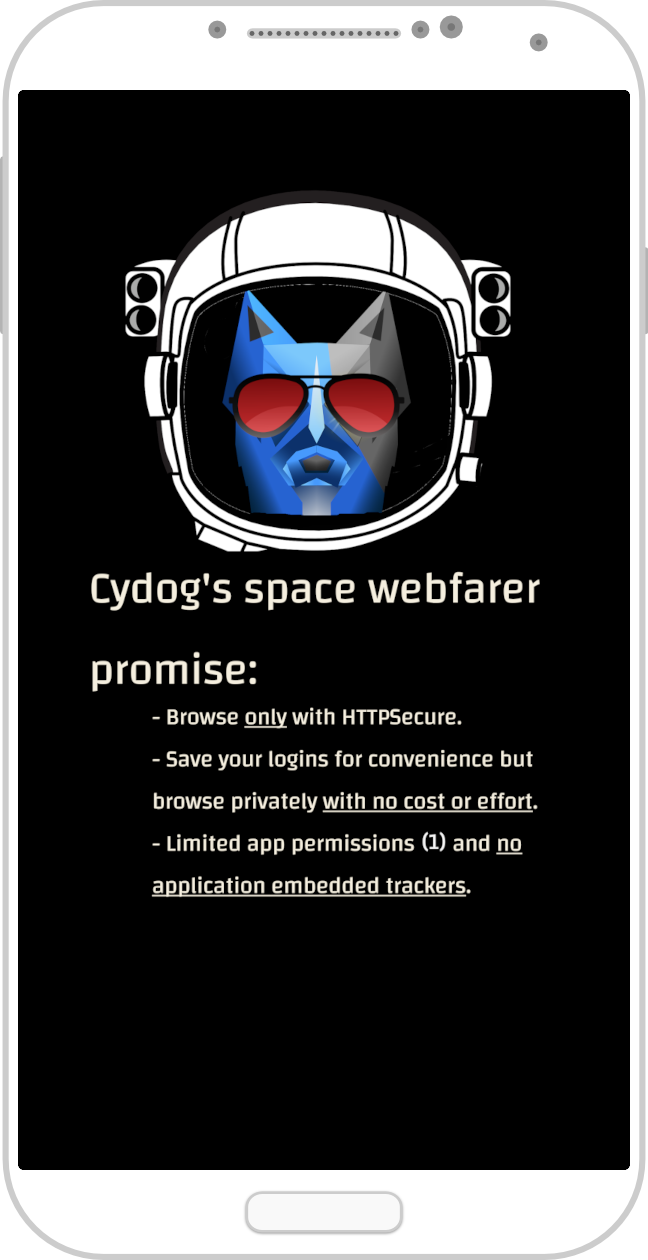 Cydog's space webfarer
promise:
- Browse only with HTTPSecure.
- Save your logins for convenience but
browse privately with no cost or effort.
- Limited app permissions (1) and no
application embedded trackers.